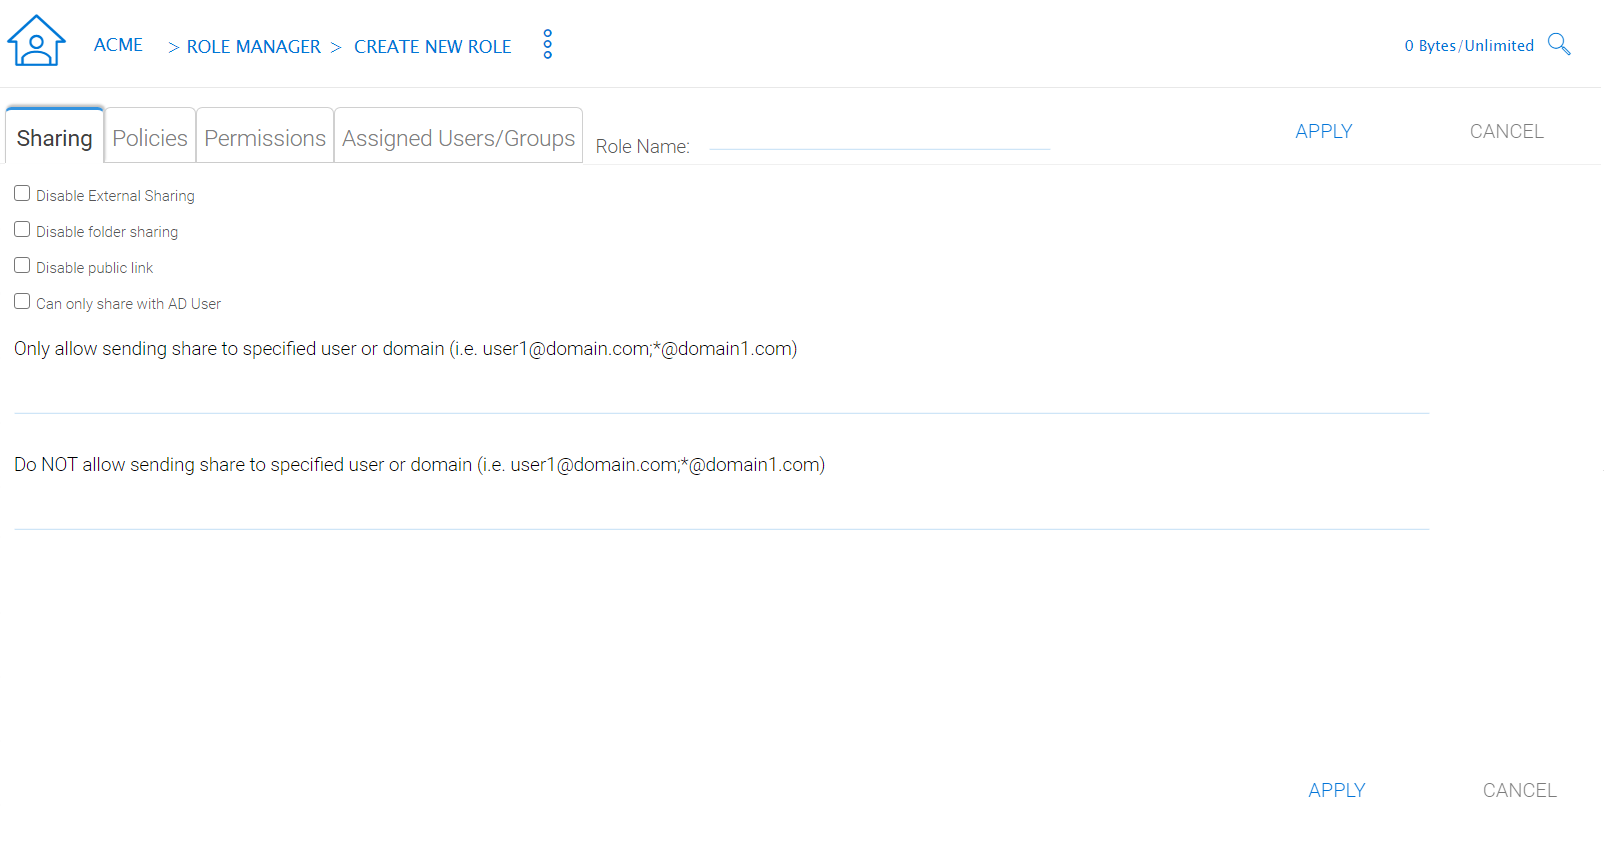 ACME > ROLE MANAGER > CREATE NEW ROLE 0 Bytes/Unlimited
Sharing Policies Permissions Assigned Users/Groups Role Name: APPLY CANCEL
Disable External Sharing
Disable folder sharing
Disable public link
Can only share with AD User
Only allow sending share to specified user or domain (i.e. user1@domain.com;*@domain1.com)
Do NOT allow sending share to specified user or domain (i.e. user1@domain.com;*@domain1.com)
APPLY CANCEL